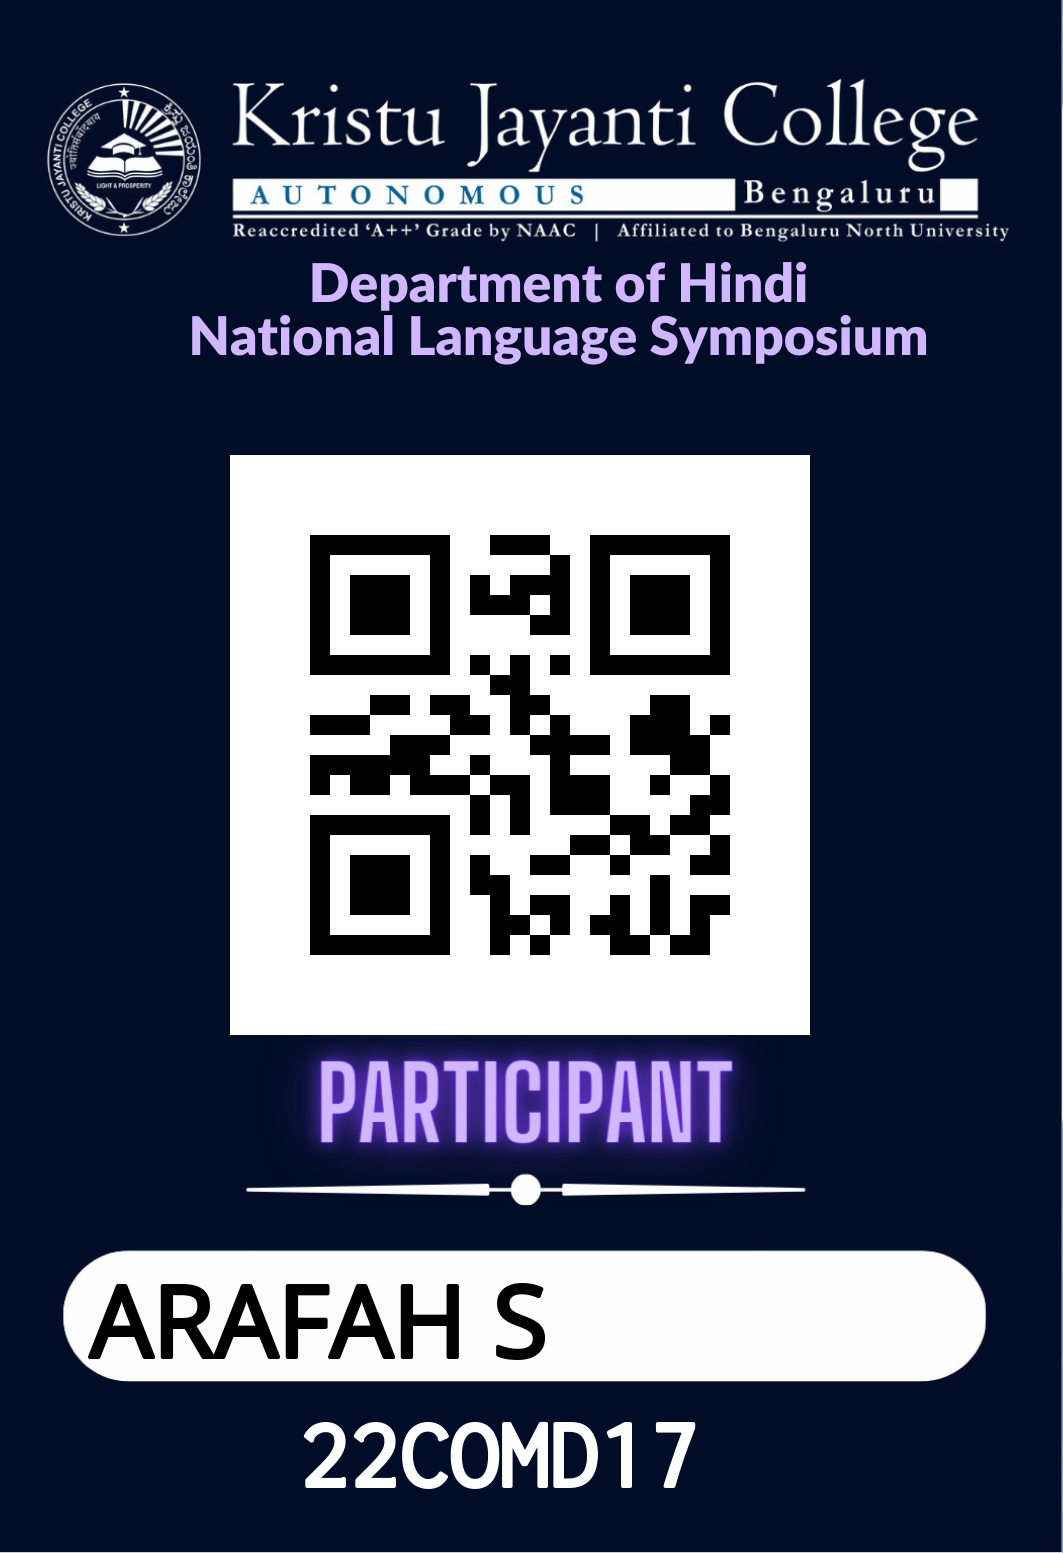 Kristu Jayanti College
AUTONOMOUS Bengaluru
Reaccredited ‘A++’ Grade by NAAC | Affiliated to Bengaluru North University
KRISTU JAYANTI COLLEGE
LIGHT & PROSPERITY
Department of Hindi
National Language Symposium
PARTICIPANT
ARAFAH S
22COMD17